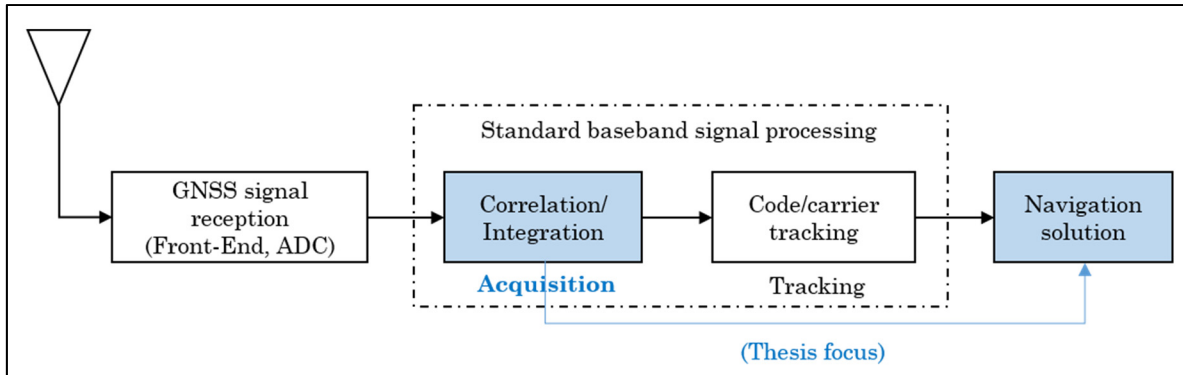 Standard baseband signal processing
GNSS signal
reception
(Front-End, ADC)
Correlation/
Integration
Code/carrier
tracking
Navigation
solution
Acquisition
Tracking
(Thesis focus)